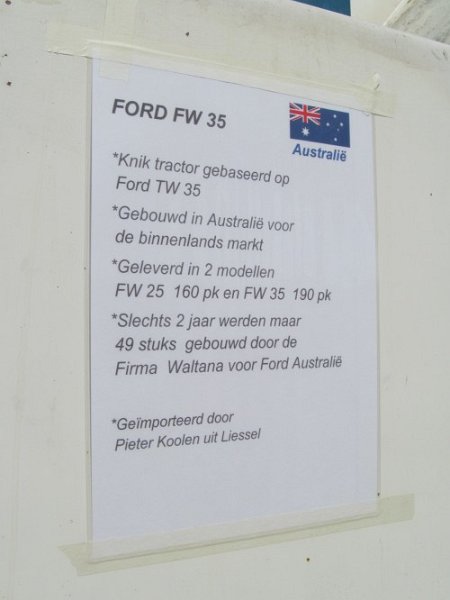 FORD FW 35
Australië
*Knik tractor gebaseerd op
Ford TW 35
*Gebouwd in Australië voor
de binnenlands markt
*Geleverd in 2 modellen
FW 25 160 pk en FW 35 190 pk
*Slechts 2 jaar werden maar
49 stuks gebouwd door de
Firma Waltana voor Ford Australië
*Geïmporteerd door
Pieter Koolen uit Liessel